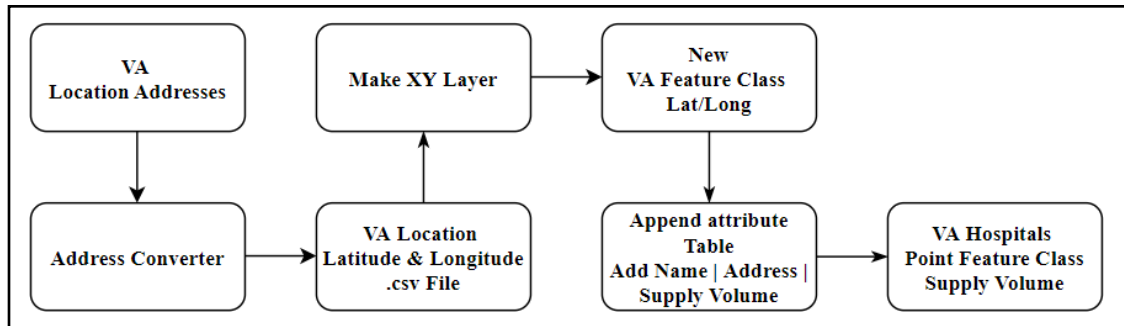 VA
Location Addresses
Address Converter
VA Location
Latitude & Longitude
.csv File
Make XY Layer
New
VA Feature Class
Lat/Long
Append attribute
Table
Add Name | Address |
Supply Volume
VA Hospitals
Point Feature Class
Supply Volume